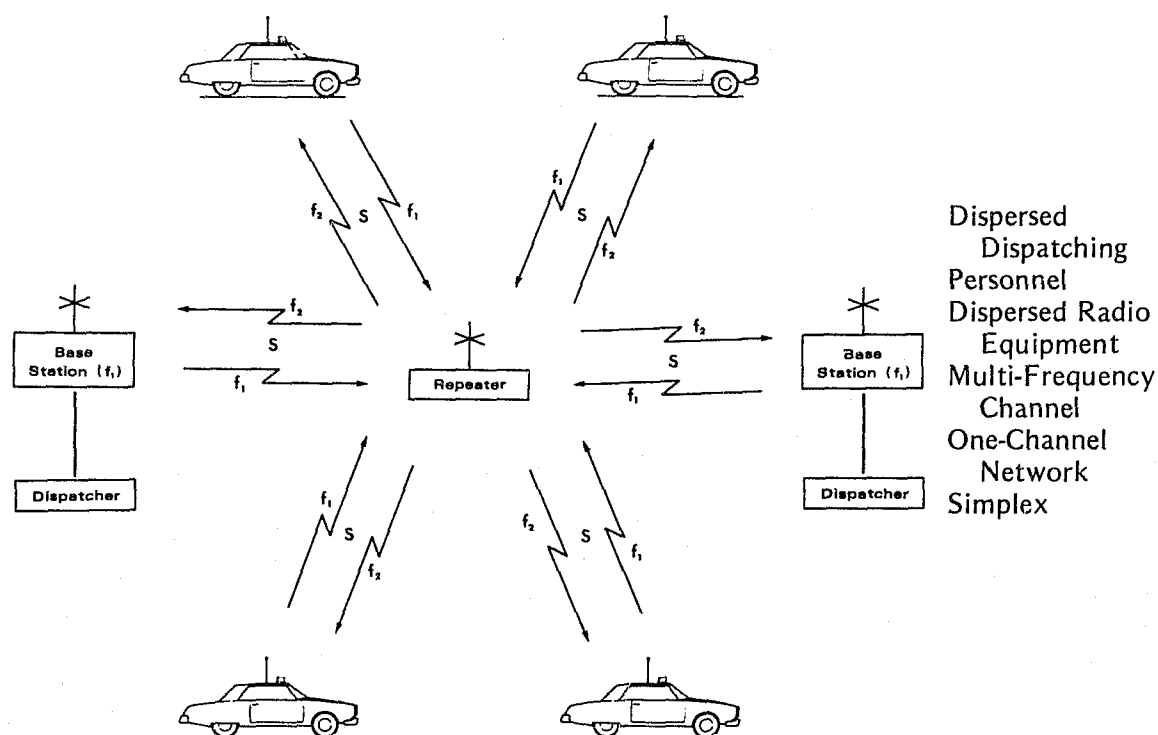 f₂ S f₁
f₁ S f₂
f₂
S
f₁
Base
Station (f₁)
Dispatcher
Repeater
f₂
S
f₁
Base
Station (f₁)
Dispatcher
f₁ S f₂
f₂ S f₁
Dispersed
Dispatching
Personnel
Dispersed Radio
Equipment
Multi-Frequency
Channel
One-Channel
Network
Simplex